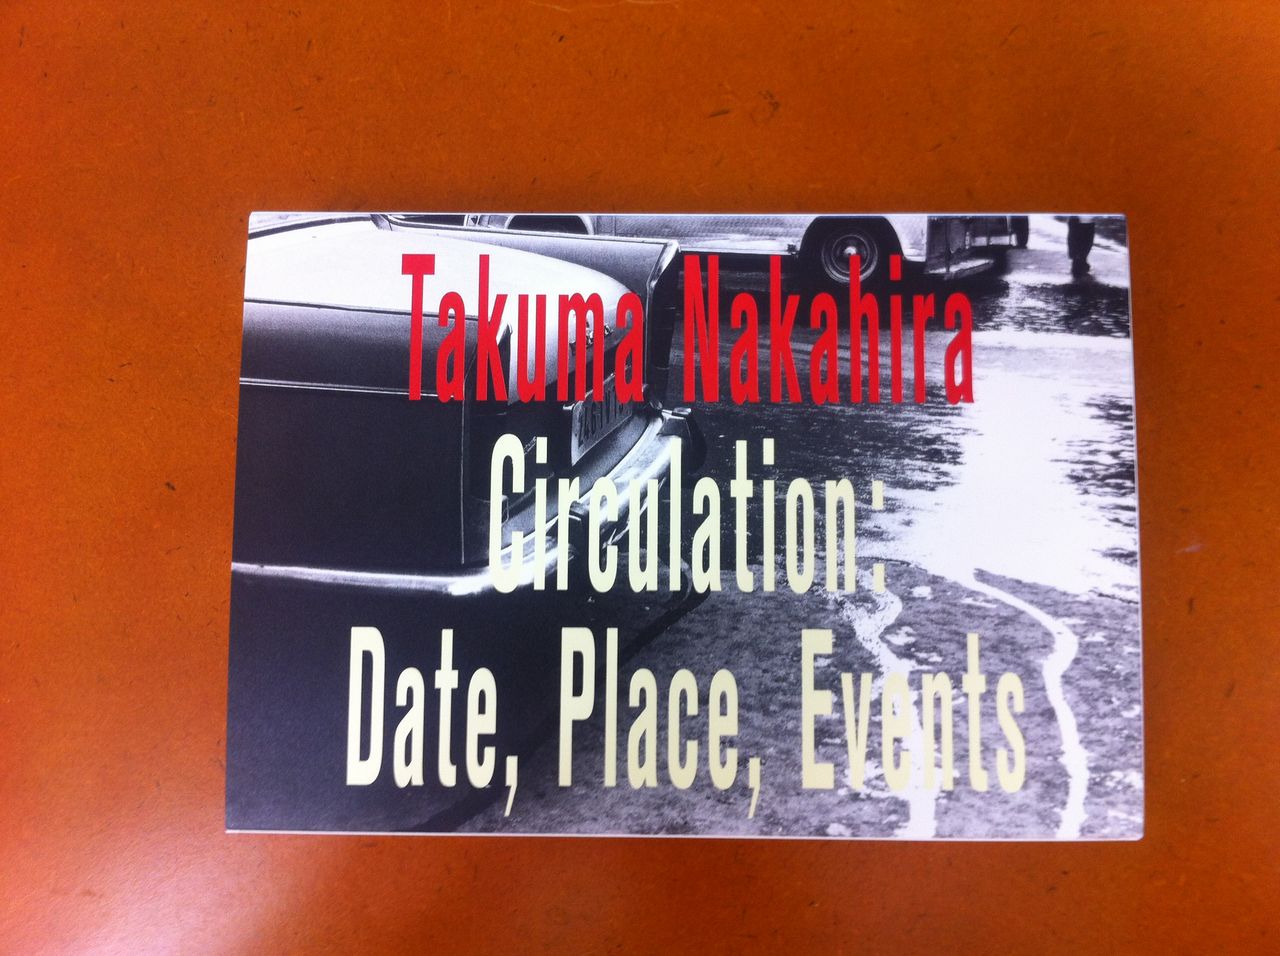 Takuma Nakahira
Circulation:
Date, Place, Events